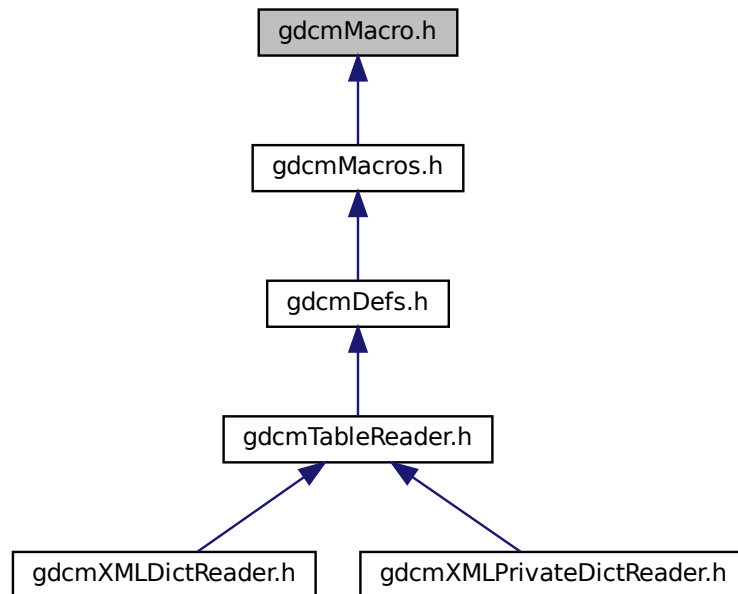 gdcmMacro.h
gdcmMacros.h
gdcmDefs.h
gdcmTableReader.h
gdcmXMLDictReader.h
gdcmXMLPrivateDictReader.h